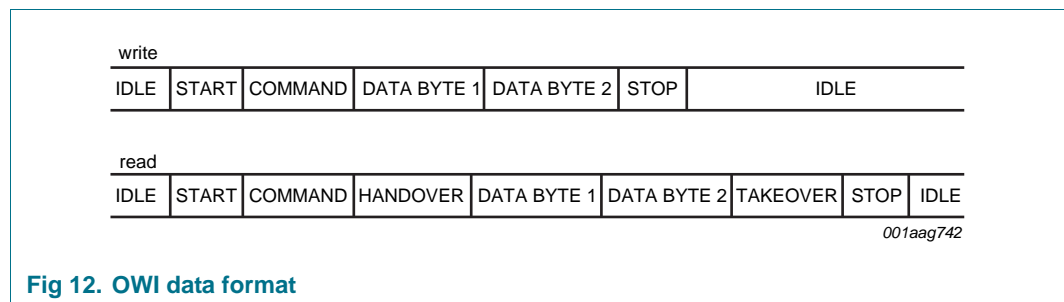 write
IDLE START COMMAND DATA BYTE 1 DATA BYTE 2 STOP IDLE
read
IDLE START COMMAND HANDOVER DATA BYTE 1 DATA BYTE 2 TAKEOVER STOP IDLE
001aag742
Fig 12. OWI data format